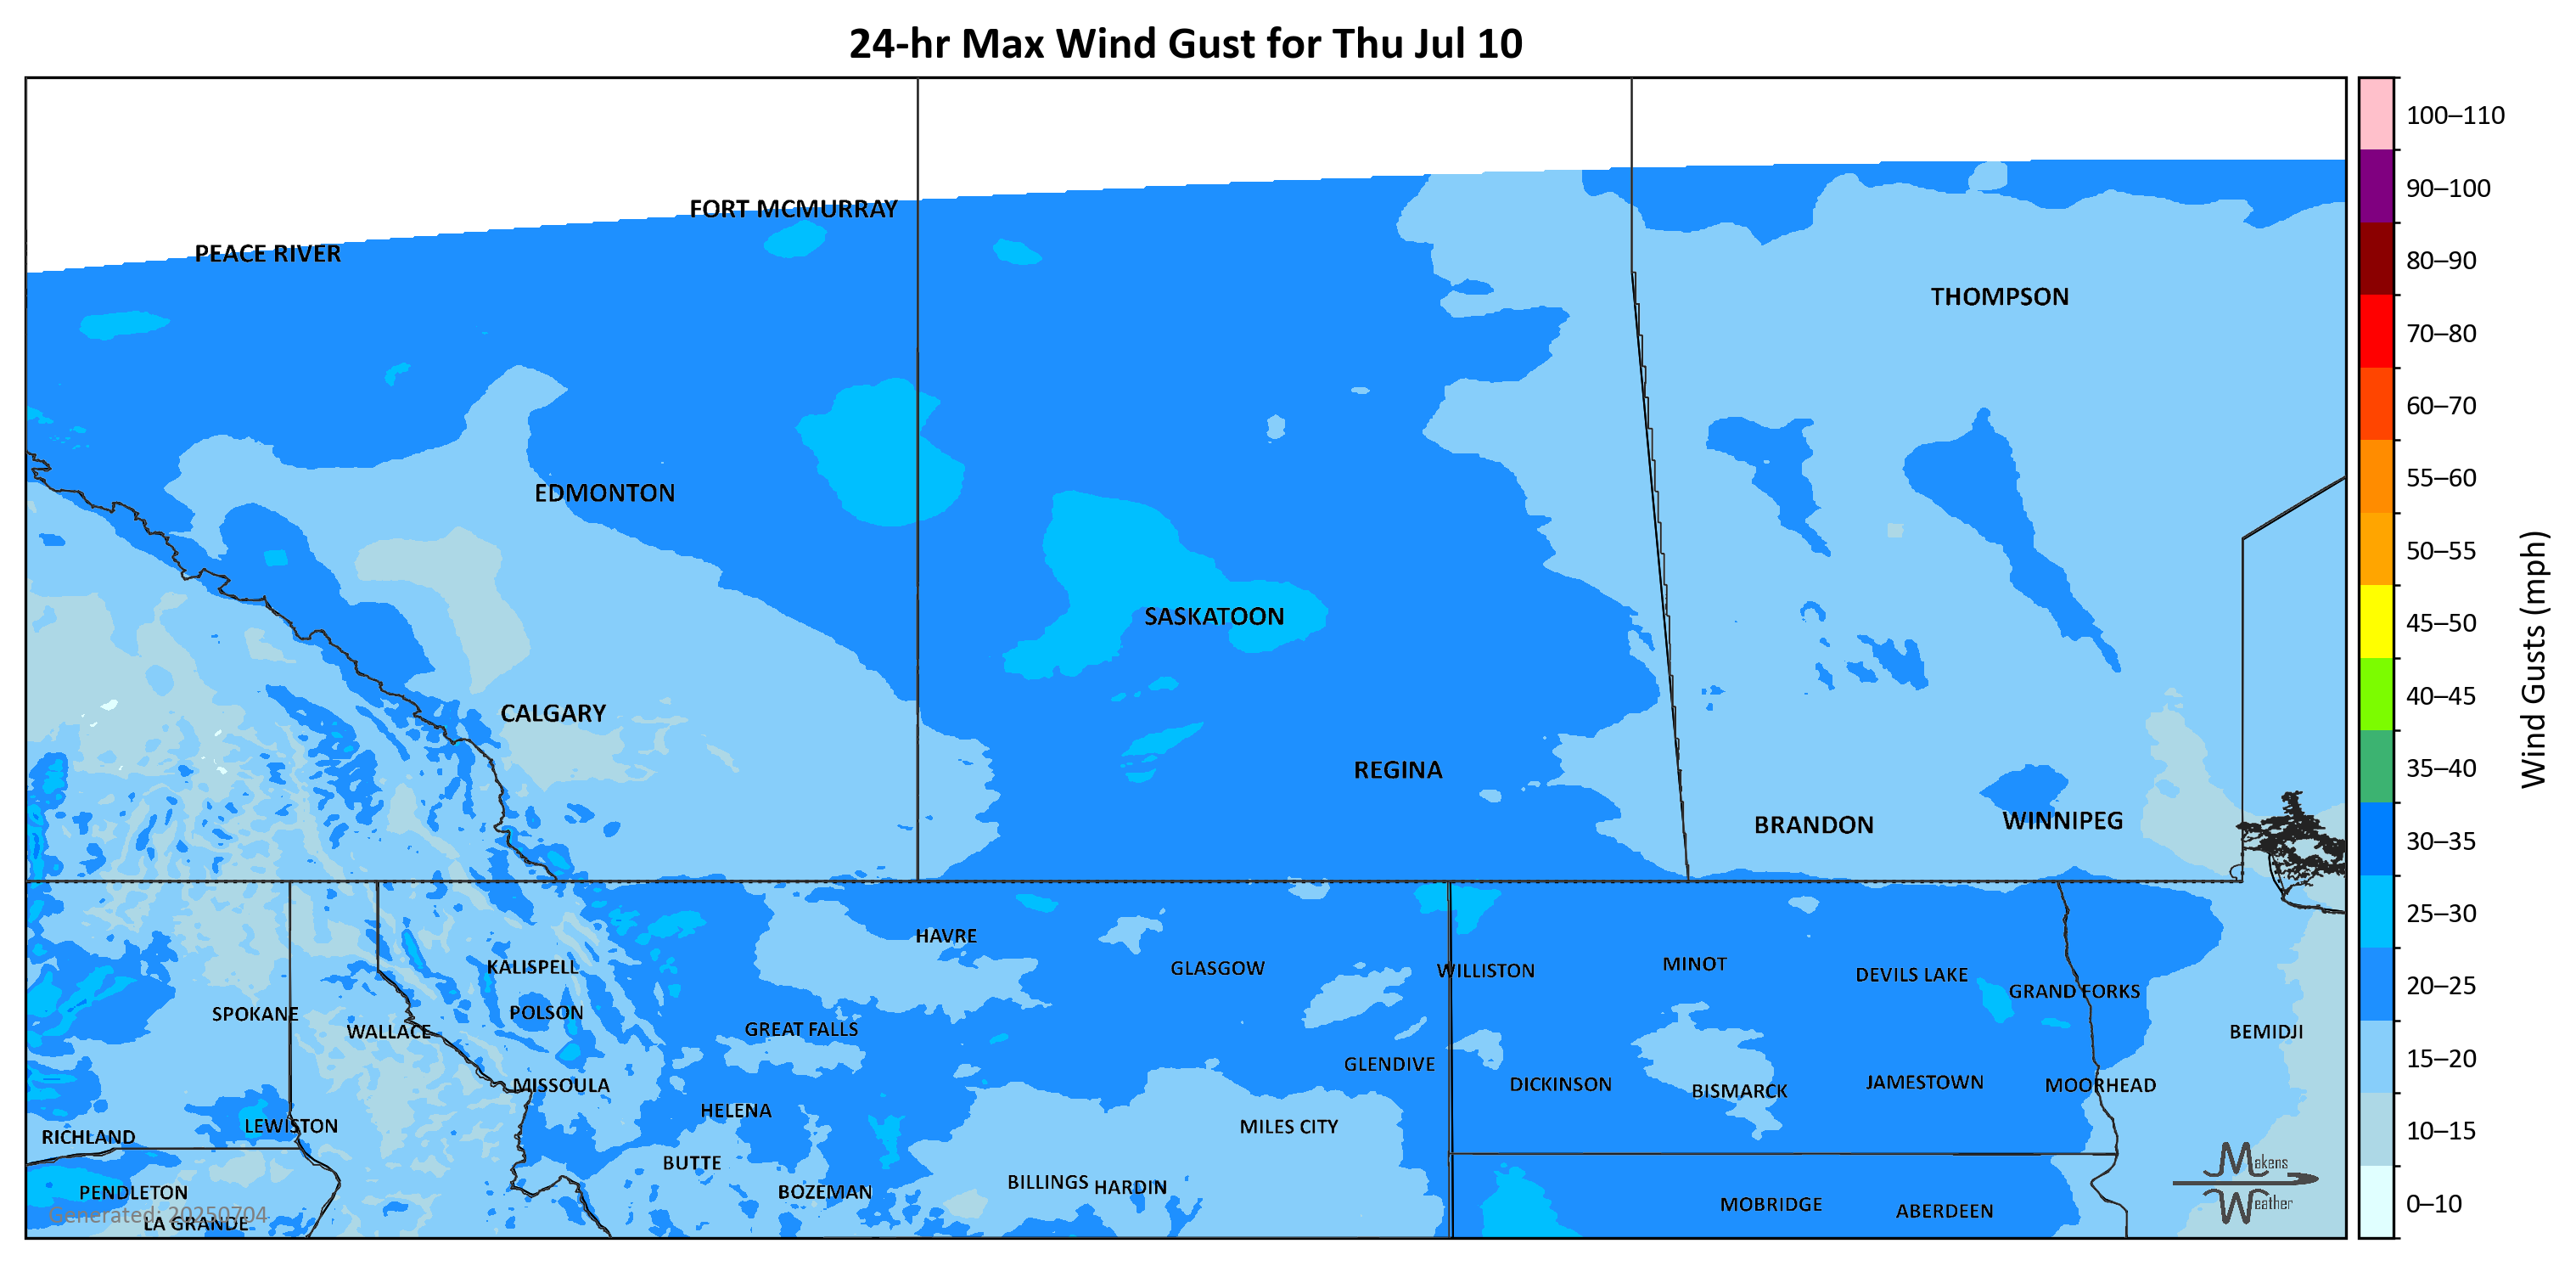 24-hr Max Wind Gust for Thu Jul 10
100–110
90–100
80–90
70–80
60–70
55–60
50–55
45–50
40–45
35–40
30–35
25–30
20–25
15–20
10–15
0–10
Wind Gusts (mph)
FORT MCMURRAY
PEACE RIVER
THOMPSON
EDMONTON
SASKATOON
CALGARY
REGINA
BRANDON
WINNIPEG
HAVRE
KALISPELL
GLASGOW
WILLISTON
MINOT
DEVILS LAKE
GRAND FORKS
SPOKANE
POLSON
WALLACE
GREAT FALLS
BEMIDJI
GLENDIVE
MISSOULA
DICKINSON
BISMARCK
JAMESTOWN
MOORHEAD
HELENA
LEWISTON
MILES CITY
RICHLAND
BUTTE
BILLINGS
HARDIN
PENDLETON
BOZEMAN
MOBRIDGE
ABERDEEN
Generated: 20250704
LA GRANDE
Makens
Weather